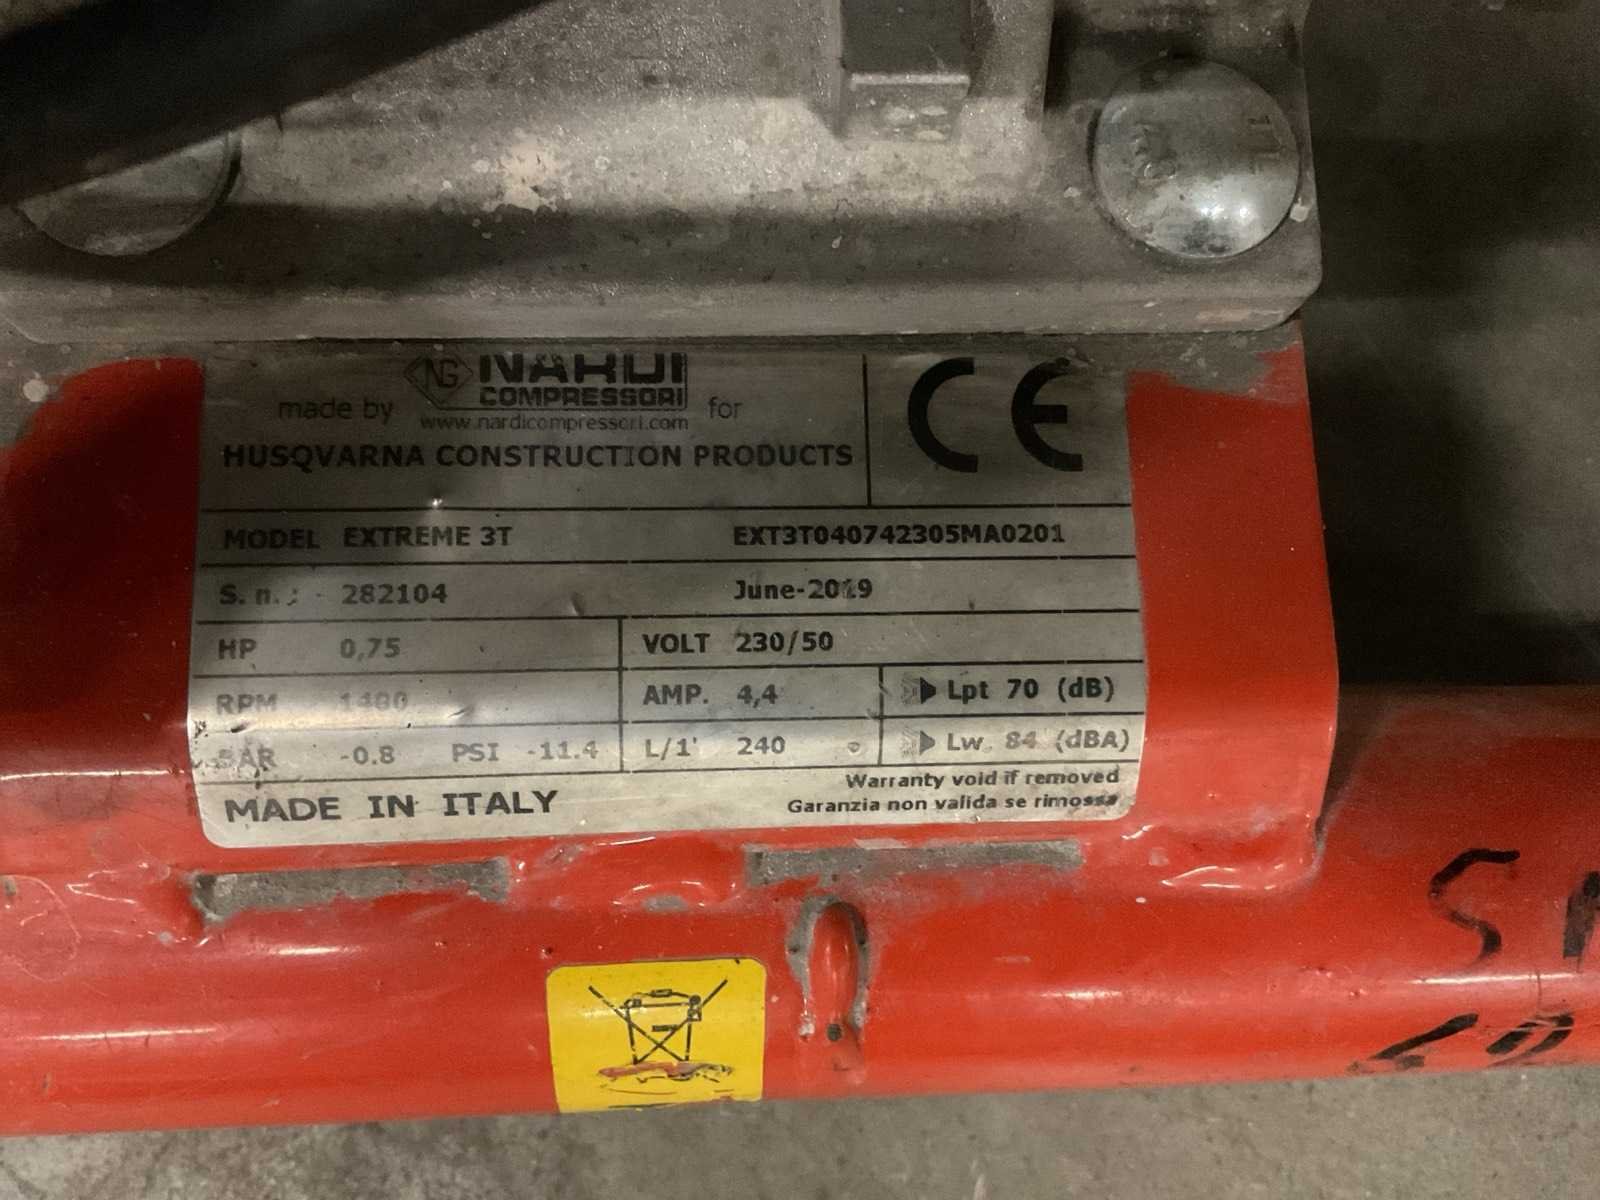 made by NG NARDI COMPRESSORI for
www.nardicompressori.com
HUSQVARNA CONSTRUCTION PRODUCTS
CE
MODEL EXTREME 3T EXT3T040742305MA0201
S. n.: 282104 June-2019
HP 0,75 VOLT 230/50
RPM 1400 AMP. 4,4 Lpt 70 (dB)
BAR -0.8 PSI -11.4 L/1' 240 Lw. 84 (dBA)
Warranty void if removed
MADE IN ITALY Garanzia non valida se rimossa